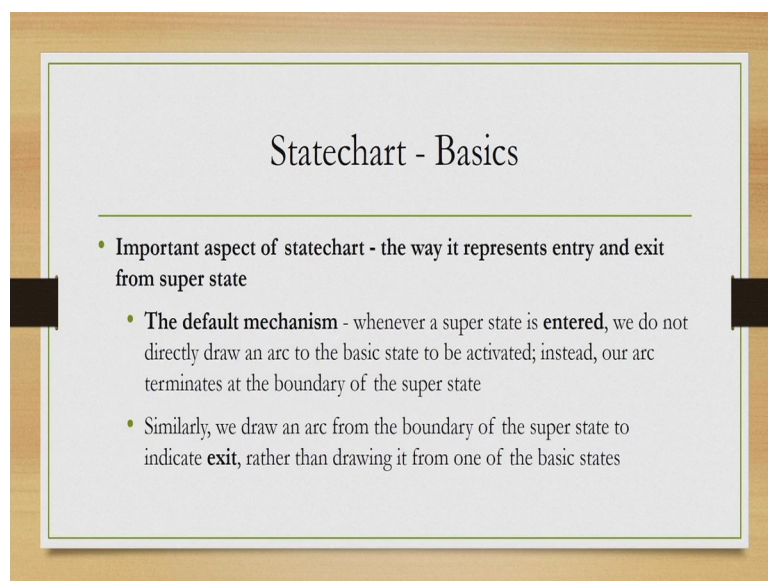 Statechart - Basics
• Important aspect of statechart - the way it represents entry and exit
from super state
• The default mechanism - whenever a super state is entered, we do not
directly draw an arc to the basic state to be activated; instead, our arc
terminates at the boundary of the super state
• Similarly, we draw an arc from the boundary of the super state to
indicate exit, rather than drawing it from one of the basic states